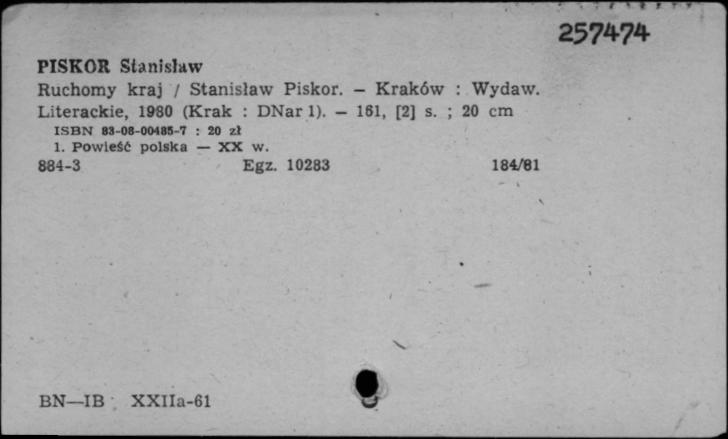 257474
PISKOR Stanisław
Ruchomy kraj / Stanisław Piskor. — Kraków : Wydaw.
Literackie, 1980 (Krak : DNar 1). — 161, [2] s. ; 20 cm
ISBN 83-08-00485-7 : 20 zł
1. Powieść polska — XX w.
884-3 Egz. 10283 184/81
BN—IB XXIIa-61